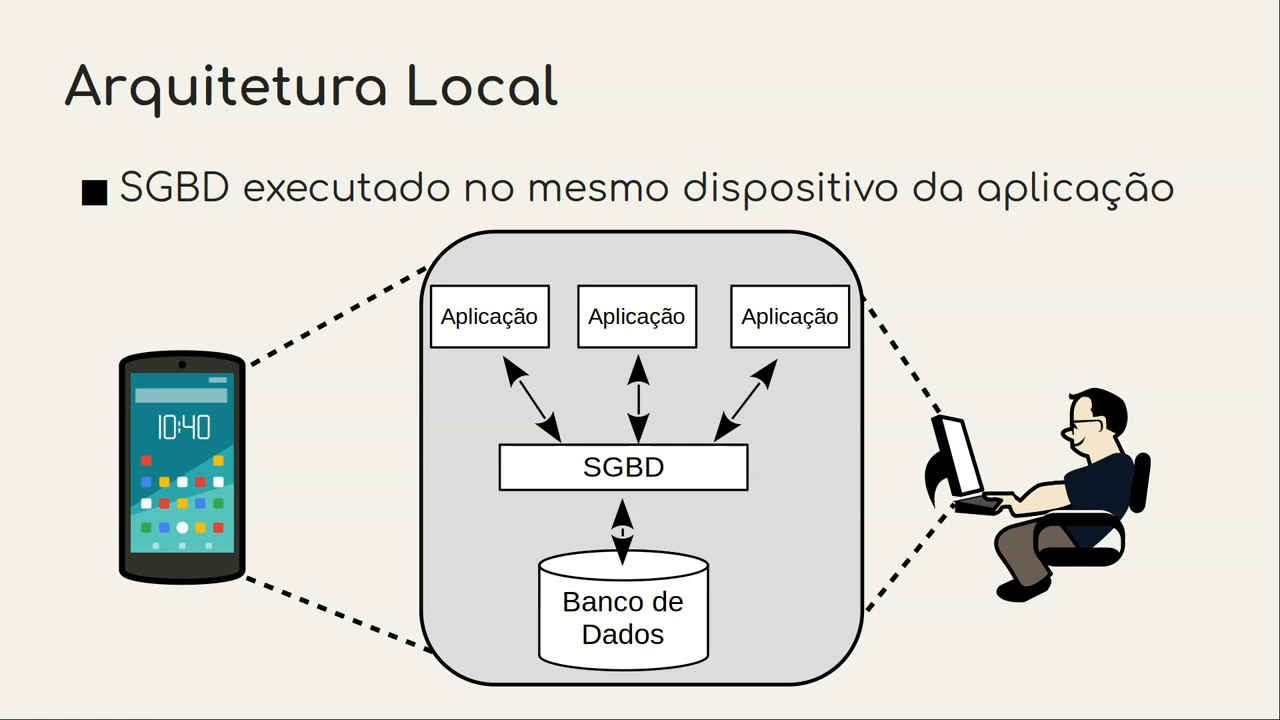 Arquitetura Local
■ SGBD executado no mesmo dispositivo da aplicação
Aplicação
Aplicação
Aplicação
10:40
SGBD
Banco de
Dados